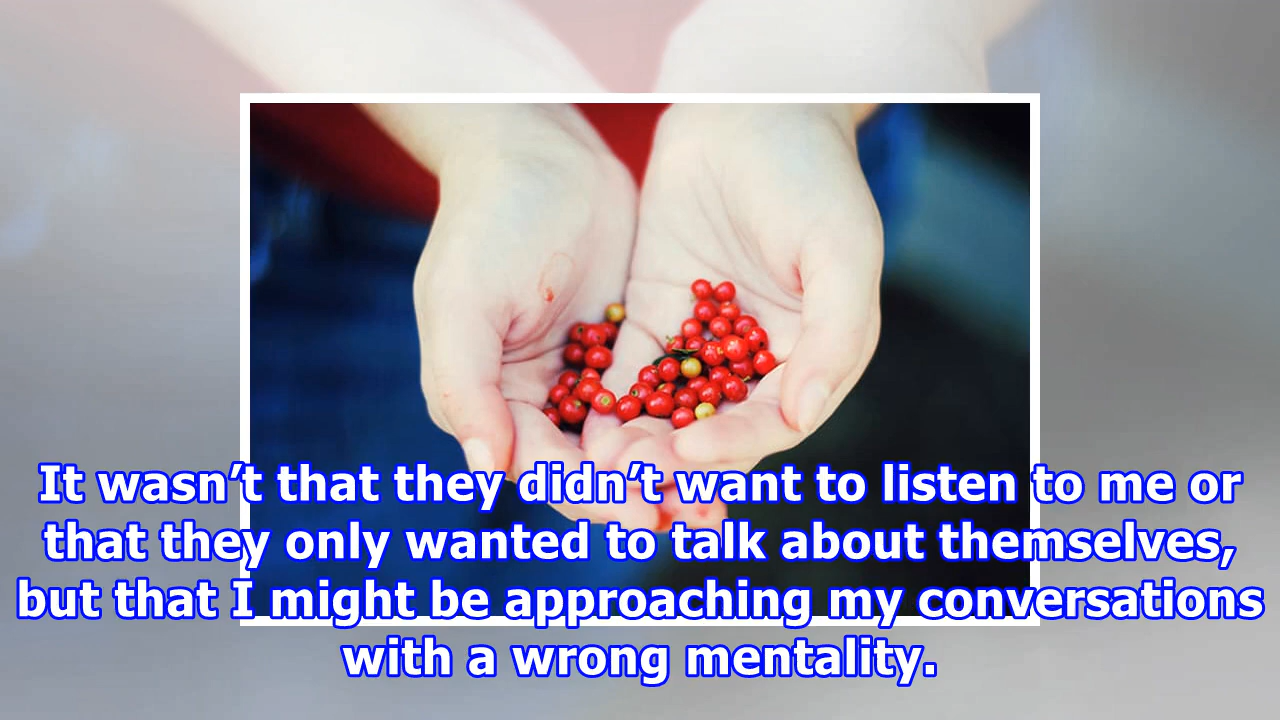 It wasn’t that they didn’t want to listen to me or
that they only wanted to talk about themselves,
but that I might be approaching my conversations
with a wrong mentality.